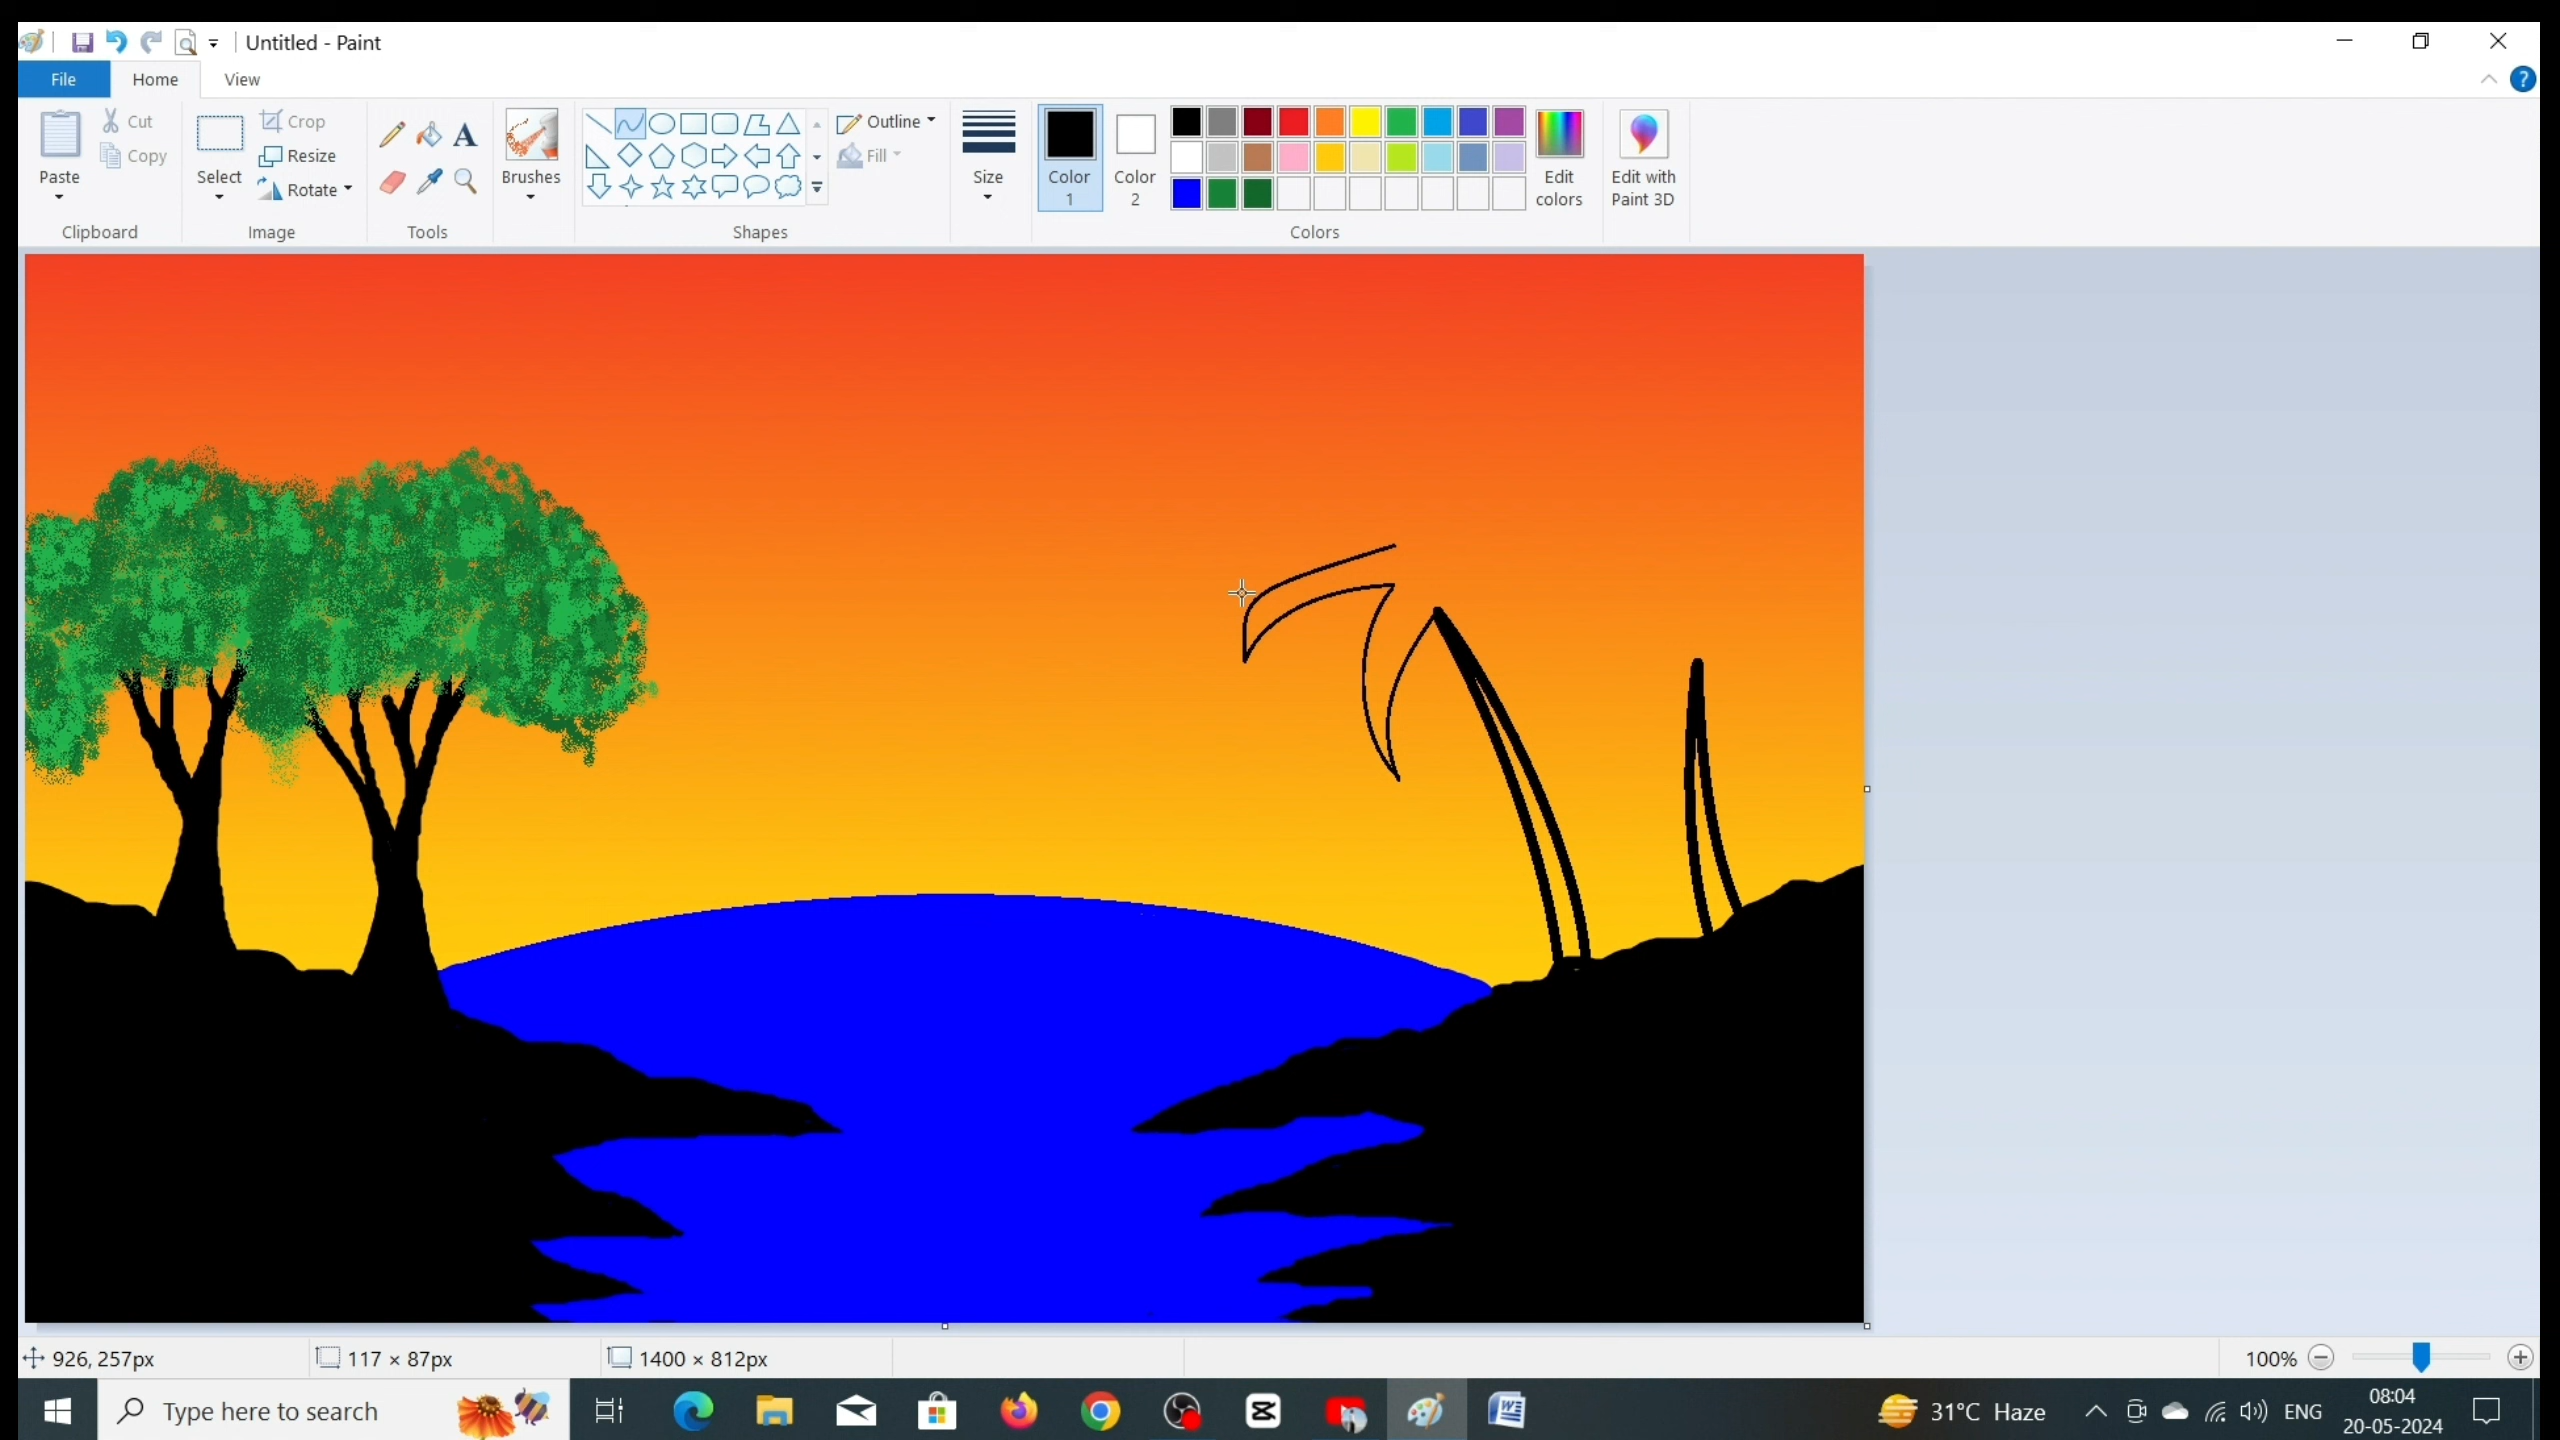 Untitled - Paint
File Home View
Paste
Cut
Copy
Clipboard
Select
Crop
Resize
Rotate
Image
A
Tools
Brushes
Shapes
Outline
Fill
Size
Color 1
Color 2
Colors
Edit colors
Edit with Paint 3D
?
926, 257px 117 × 87px 1400 × 812px 100%
Type here to search 31°C Haze ENG 08:04
20-05-2024